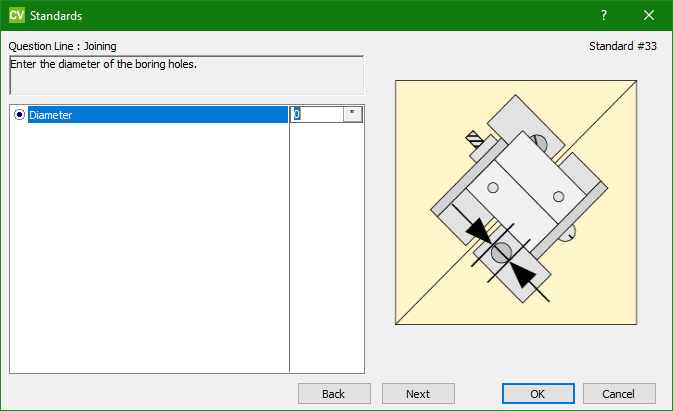 CV Standards ?
Question Line : Joining Standard #33
Enter the diameter of the boring holes.
Diameter 0 "
Back Next OK Cancel